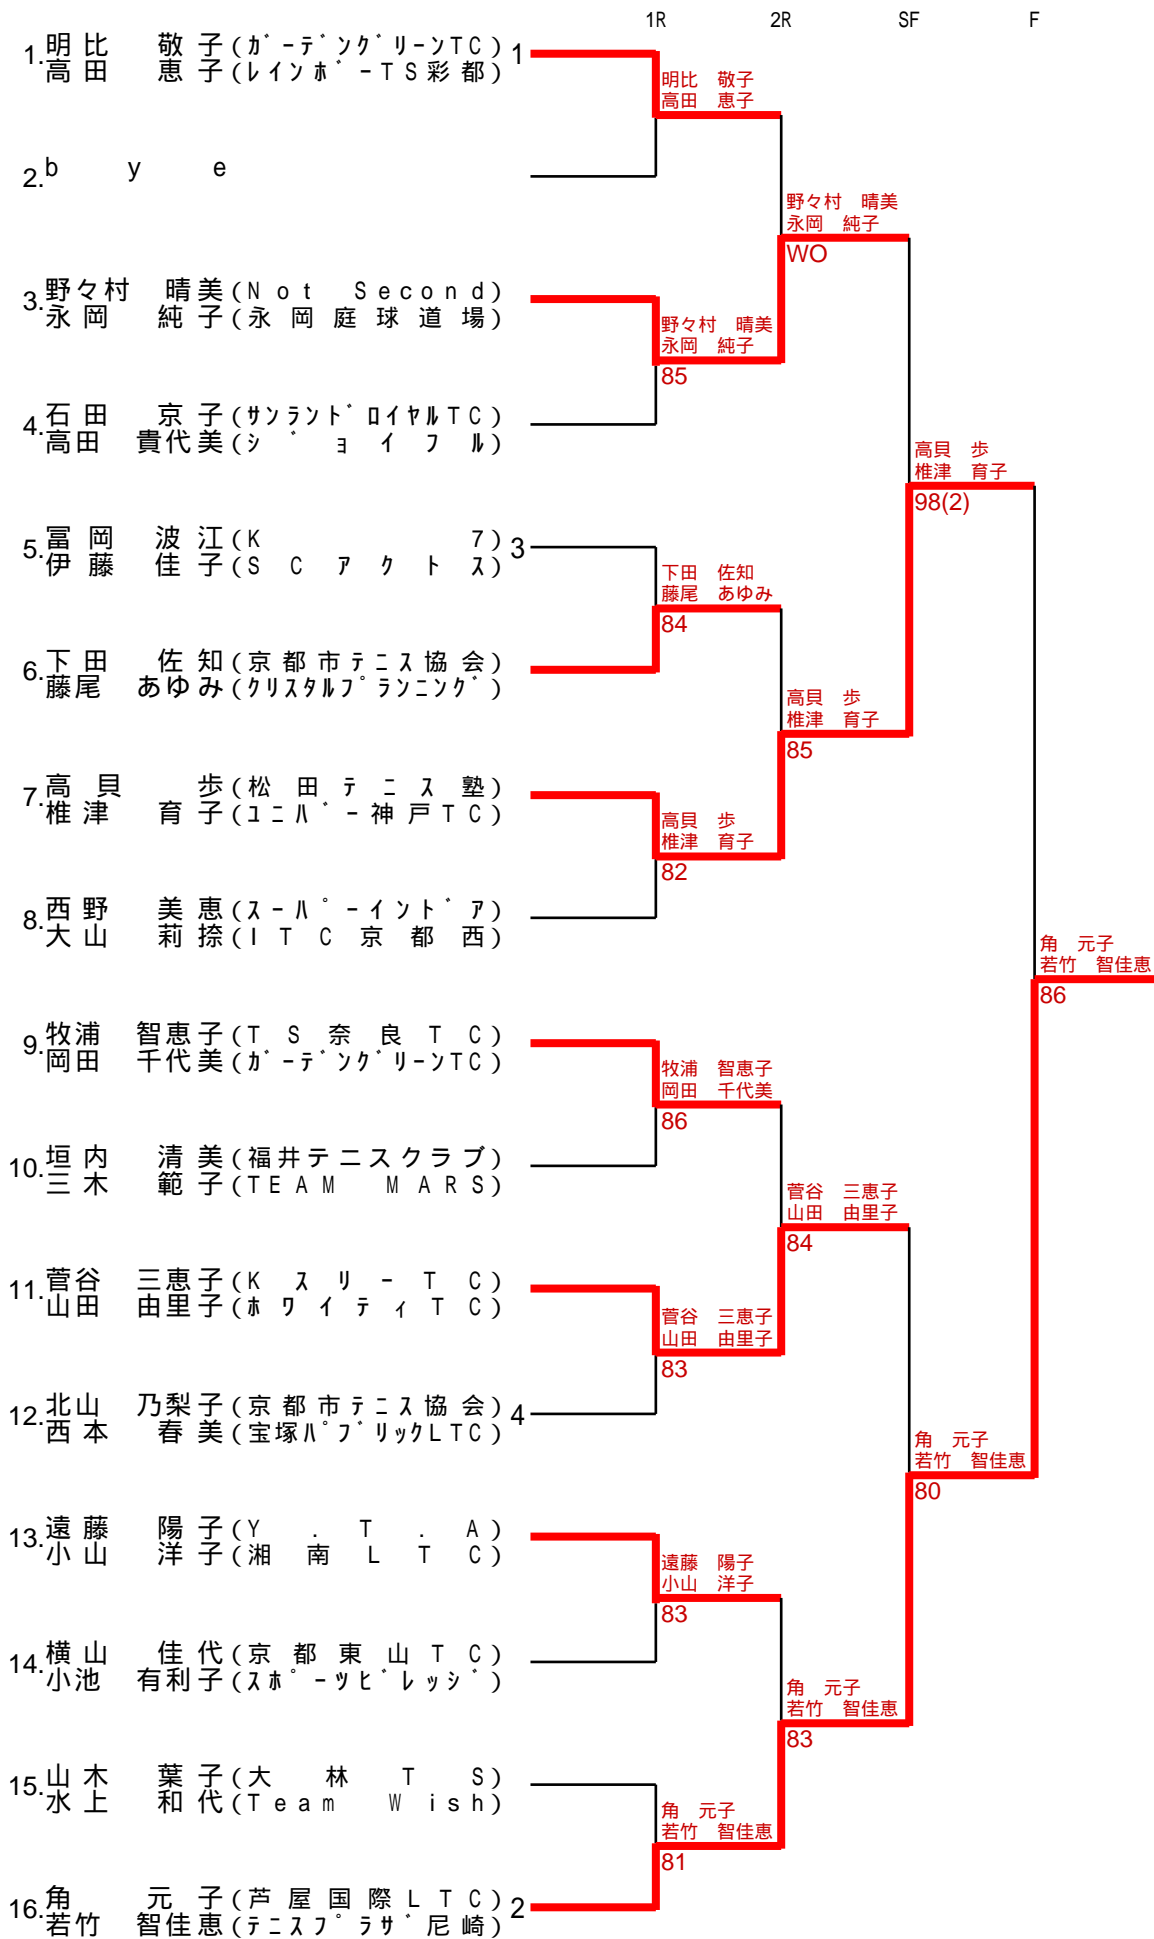 1R 2R SF F
1. 明比 敬子(ガーデングリーンTC) 1
高田 恵子(レインボーTS彩都)
明比 敬子
高田 恵子
2. bye
野々村 晴美
永岡 純子
WO
3. 野々村 晴美(Not Second)
永岡 純子(永岡庭球道場)
野々村 晴美
永岡 純子
85
4. 石田 京子(サンランドロイヤルTC)
高田 貴代美(ジョイフル)
高貝 歩
椎津 育子
98(2)
5. 冨岡 波江(K7) 3
伊藤 佳子(SCアクトス)
下田 佐知
藤尾 あゆみ
84
6. 下田 佐知(京都市テニス協会)
藤尾 あゆみ(クリスタルプランニング)
高貝 歩
椎津 育子
85
7. 高貝 歩(松田テニス塾)
椎津 育子(ユニバー神戸TC)
高貝 歩
椎津 育子
82
8. 西野 美恵(スーパーインドア)
大山 莉捺(ITC京都西)
角 元子
若竹 智佳恵
86
9. 牧浦 智恵子(TS奈良TC)
岡田 千代美(ガーデングリーンTC)
牧浦 智恵子
岡田 千代美
86
10. 垣内 清美(福井テニスクラブ)
三木 範子(TEAM MARS)
菅谷 三恵子
山田 由里子
84
11. 菅谷 三恵子(KスリーTC)
山田 由里子(ホワイティTC)
菅谷 三恵子
山田 由里子
83
12. 北山 乃梨子(京都市テニス協会) 4
西本 春美(宝塚パブリックLTC)
角 元子
若竹 智佳恵
80
13. 遠藤 陽子(Y.T.A)
小山 洋子(湘南LTC)
遠藤 陽子
小山 洋子
83
14. 横山 佳代(京都東山TC)
小池 有利子(スポーツビレッジ)
角 元子
若竹 智佳恵
83
15. 山木 葉子(大林TS)
水上 和代(Team Wish)
角 元子
若竹 智佳恵
81
16. 角 元子(芦屋国際LTC) 2
若竹 智佳恵(テニスプラザ尼崎)